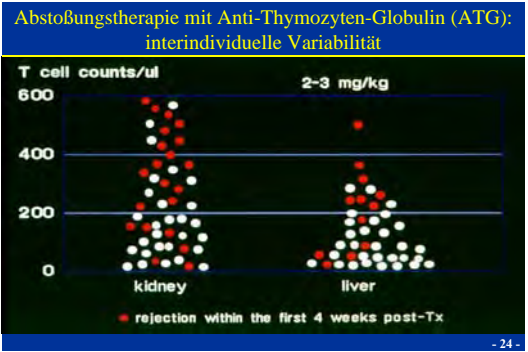 Abstoßungstherapie mit Anti-Thymozyten-Globulin (ATG):
interindividuelle Variabilität
T cell counts/ul
2-3 mg/kg
600
400
200
0
kidney liver
rejection within the first 4 weeks post-Tx
- 24 -